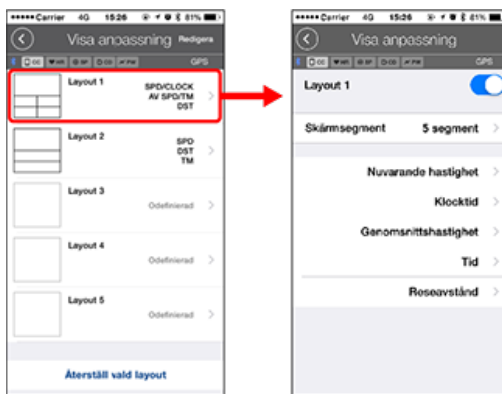 Carrier 4G 15:26 81%
Visa anpassning Redigera
GPS
Layout 1
SPD/CLOCK
AV SPD/TM
DST
Layout 2
SPD
DST
TM
Layout 3
Odefinierad
Layout 4
Odefinierad
Layout 5
Odefinierad
Återställ vald layout
Carrier 4G 15:26 81%
Visa anpassning
GPS
Layout 1
Skärmsegment 5 segment
Nuvarande hastighet
Klocktid
Genomsnittshastighet
Tid
Reseavstånd